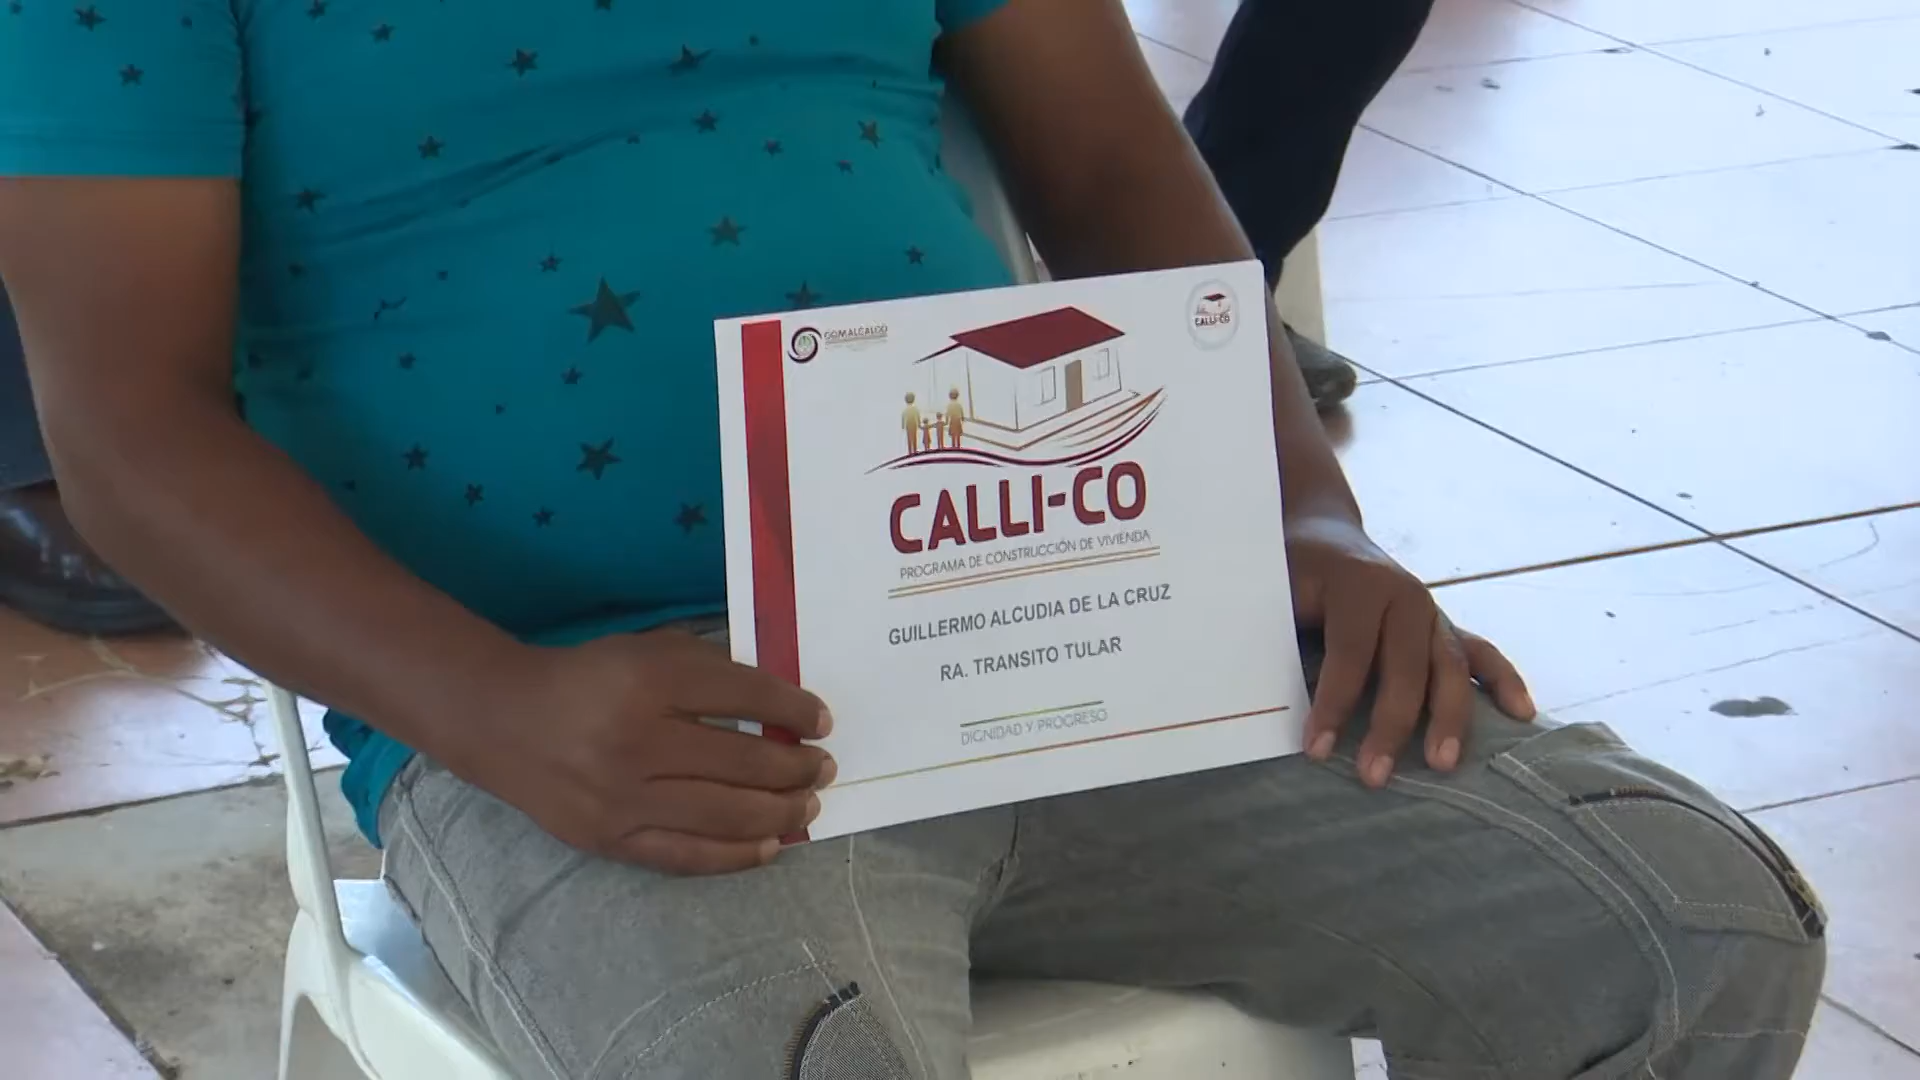 COMALCALCO
CALLI-CO
CALLI-CO
PROGRAMA DE CONSTRUCCIÓN DE VIVIENDA
GUILLERMO ALCUDIA DE LA CRUZ
RA. TRANSITO TULAR
DIGNIDAD Y PROGRESO